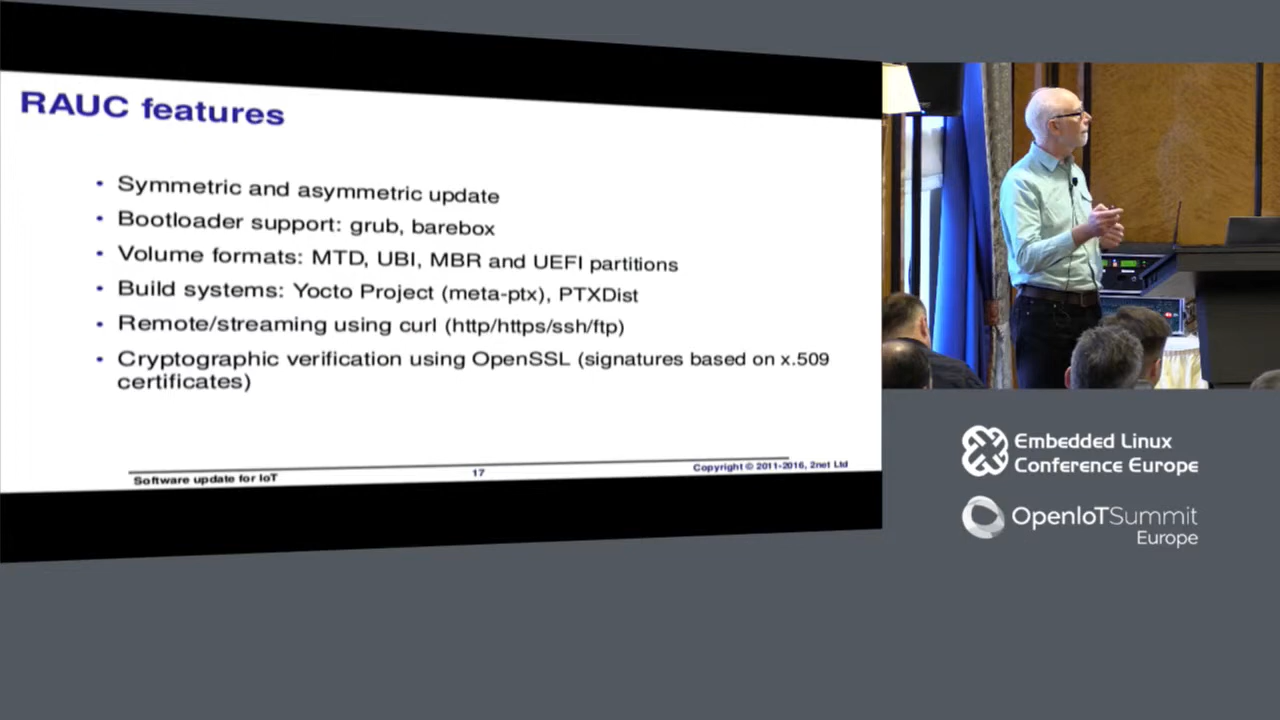 RAUC features
• Symmetric and asymmetric update
• Bootloader support: grub, barebox
• Volume formats: MTD, UBI, MBR and UEFI partitions
• Build systems: Yocto Project (meta-ptx), PTXDist
• Remote/streaming using curl (http/https/ssh/ftp)
• Cryptographic verification using OpenSSL (signatures based on x.509
certificates)
Software update for IoT
17
Copyright © 2011-2016, 2net Ltd
Embedded Linux
Conference Europe
OpenIoTSummit
Europe